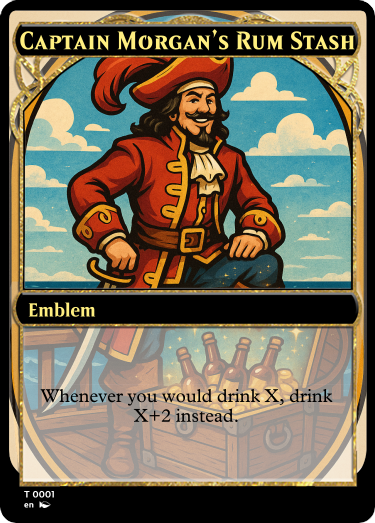 Captain Morgan's Rum Stash
Emblem
Whenever you would drink X, drink
X+2 instead.
T 0001
en